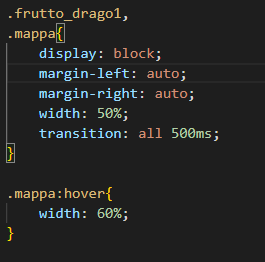 .frutto_drago1,
.mappa{
    display: block;
    margin-left: auto;
    margin-right: auto;
    width: 50%;
    transition: all 500ms;
}

.mappa:hover{
    width: 60%;
}